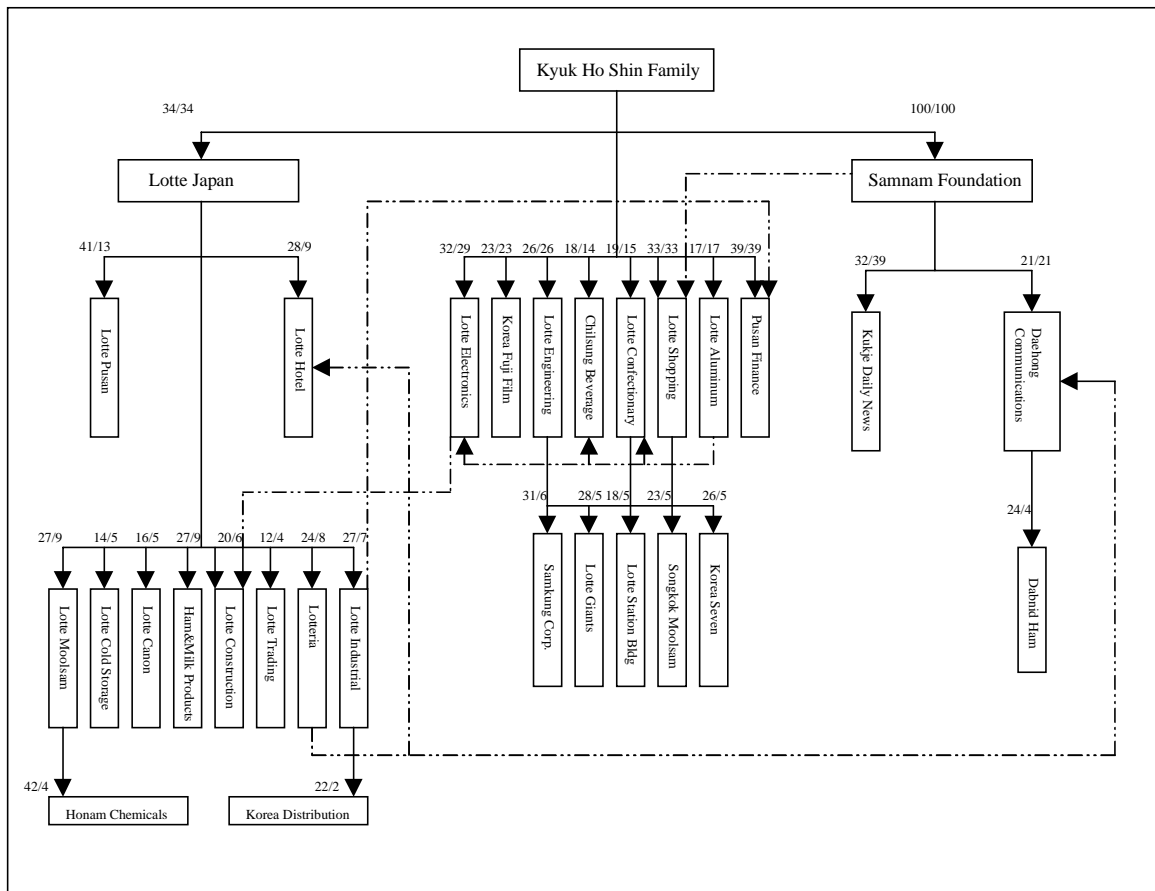 Kyuk Ho Shin Family
34/34
100/100
Lotte Japan
Samnam Foundation
41/13
28/9
32/29
23/23
26/26
18/14
19/15
33/33
17/17
39/39
32/39
21/21
Lotte Pusan
Lotte Hotel
Lotte Electronics
Korea Fuji Film
Lotte Engineering
Chilsung Beverage
Lotte Confectionary
Lotte Shopping
Lotte Aluminum
Pusan Finance
Kukje Daily News
Daehong
Communications
31/6
28/5
18/5
23/5
26/5
24/4
27/9
14/5
16/5
27/9
20/6
12/4
24/8
27/7
Samkung Corp.
Lotte Giants
Lotte Station Bldg
Songkok Moolsam
Korea Seven
Dabnid Ham
Lotte Moolsam
Lotte Cold Storage
Lotte Canon
Ham&Milk Products
Lotte Construction
Lotte Trading
Lotteria
Lotte Industrial
42/4
22/2
Honam Chemicals
Korea Distribution